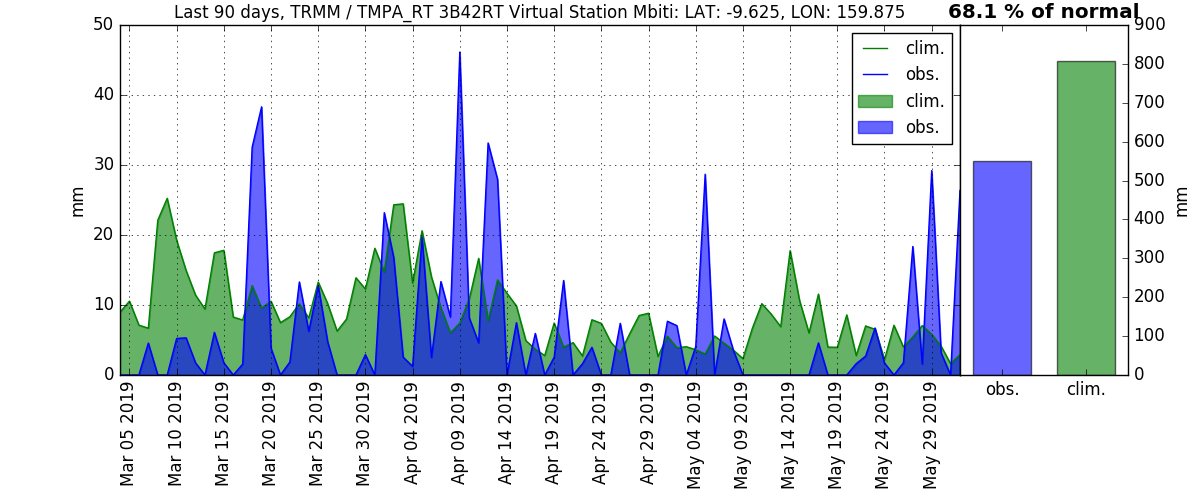 Last 90 days, TRMM / TMPA_RT 3B42RT Virtual Station Mbiti: LAT: -9.625, LON: 159.875
68.1 % of normal
50
40
30
20
10
0
mm
clim.
obs.
clim.
obs.
900
800
700
600
500
400
300
200
100
0
mm
Mar 05 2019
Mar 10 2019
Mar 15 2019
Mar 20 2019
Mar 25 2019
Mar 30 2019
Apr 04 2019
Apr 09 2019
Apr 14 2019
Apr 19 2019
Apr 24 2019
Apr 29 2019
May 04 2019
May 09 2019
May 14 2019
May 19 2019
May 24 2019
May 29 2019
obs.
clim.